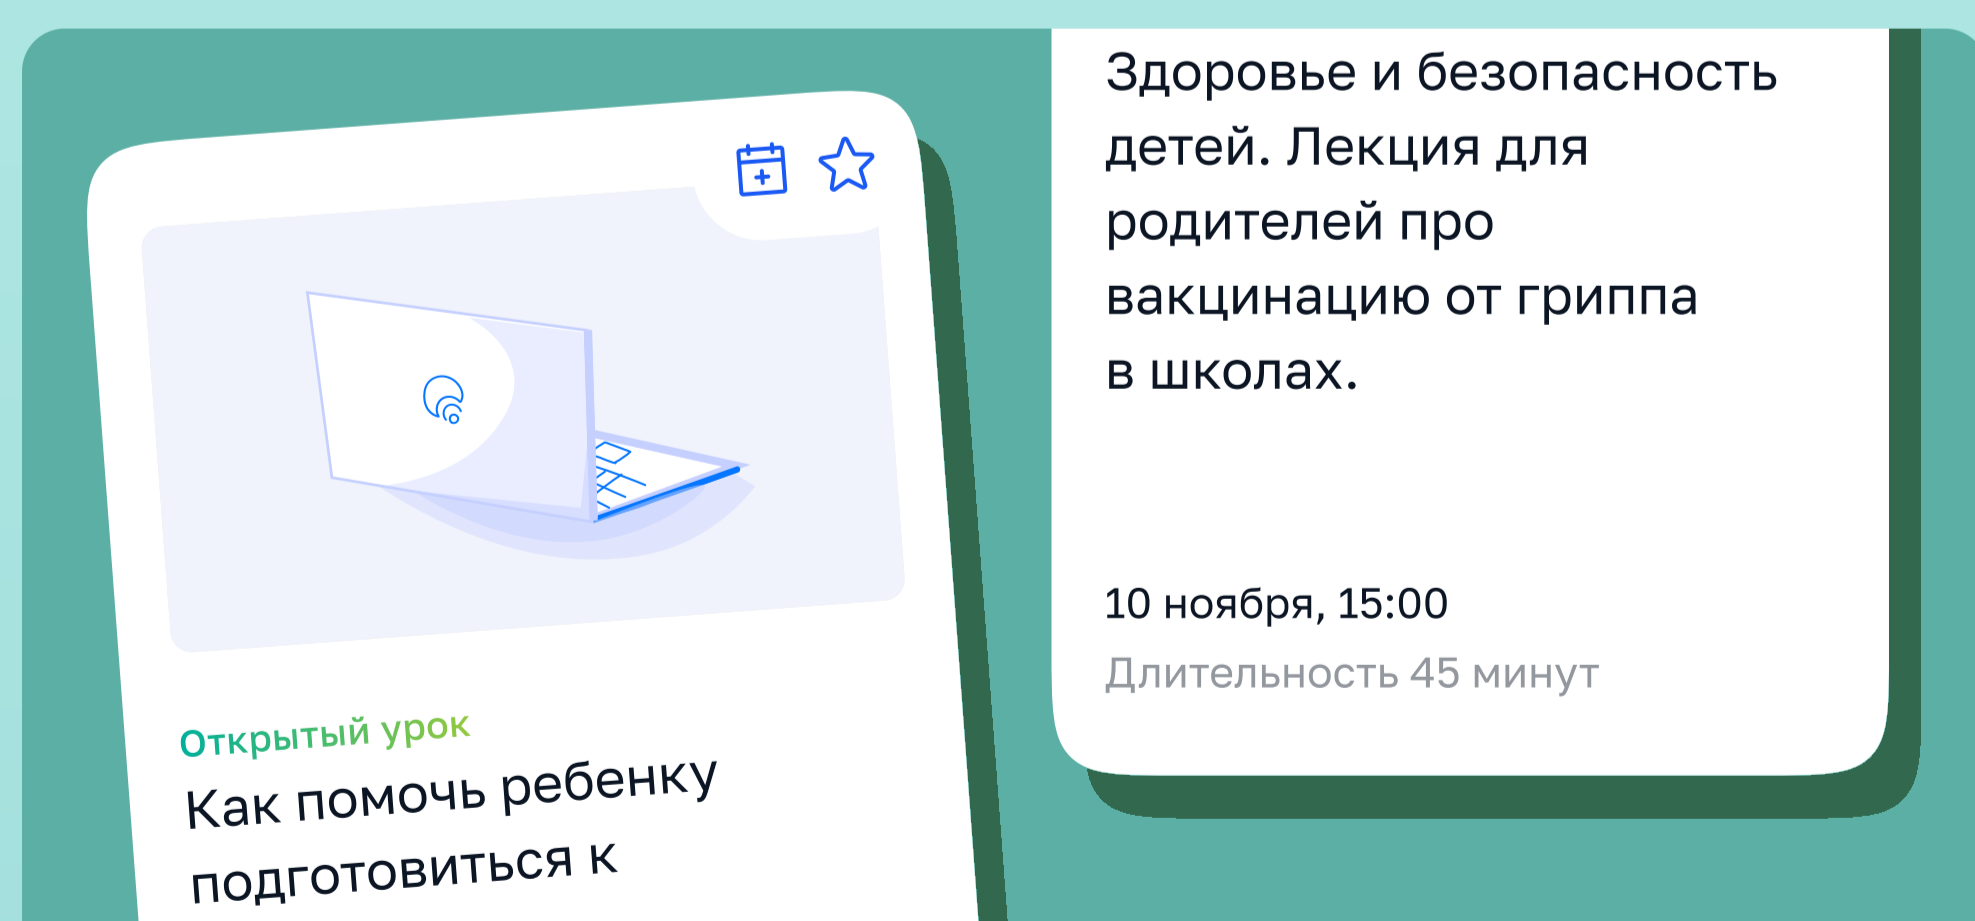 Открытый урок
Как помочь ребенку
подготовиться к
Здоровье и безопасность
детей. Лекция для
родителей про
вакцинацию от гриппа
в школах.
10 ноября, 15:00
Длительность 45 минут